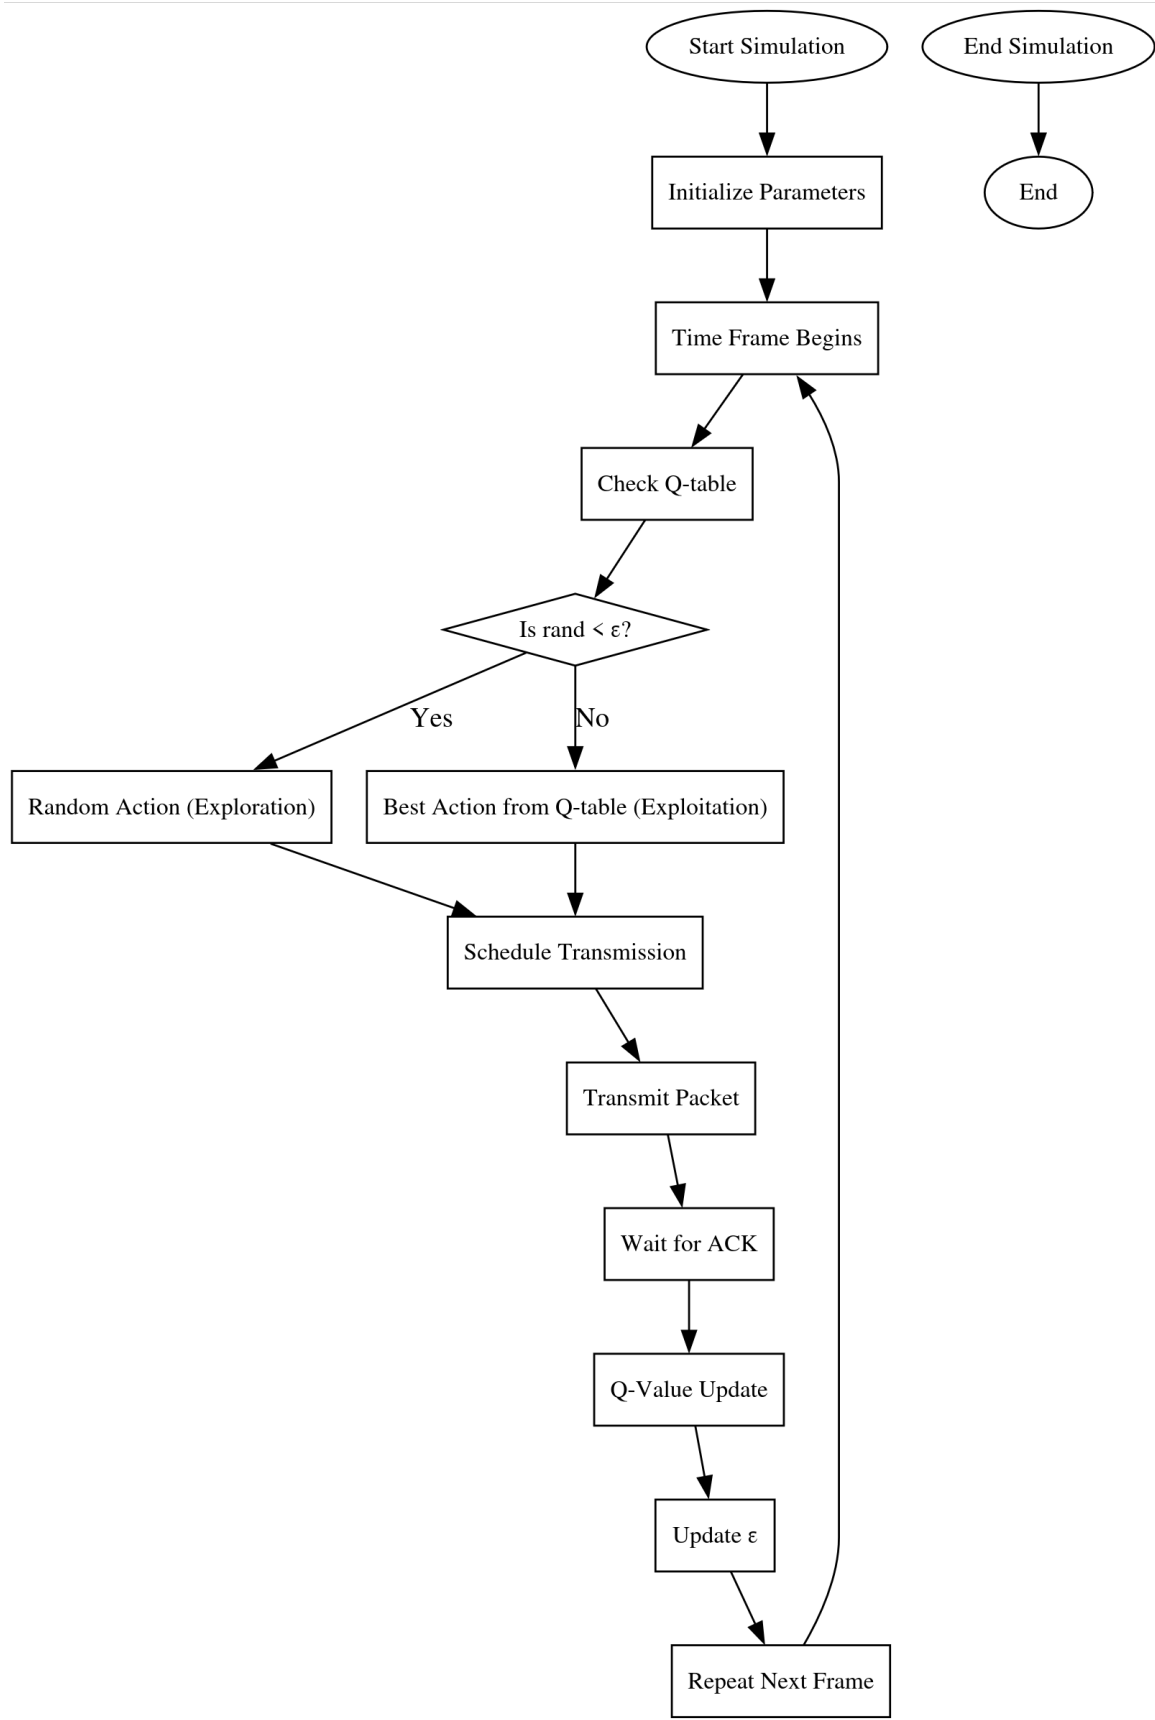 Start Simulation
End Simulation
Initialize Parameters
End
Time Frame Begins
Check Q-table
Is rand < ε?
Yes
No
Random Action (Exploration)
Best Action from Q-table (Exploitation)
Schedule Transmission
Transmit Packet
Wait for ACK
Q-Value Update
Update ε
Repeat Next Frame